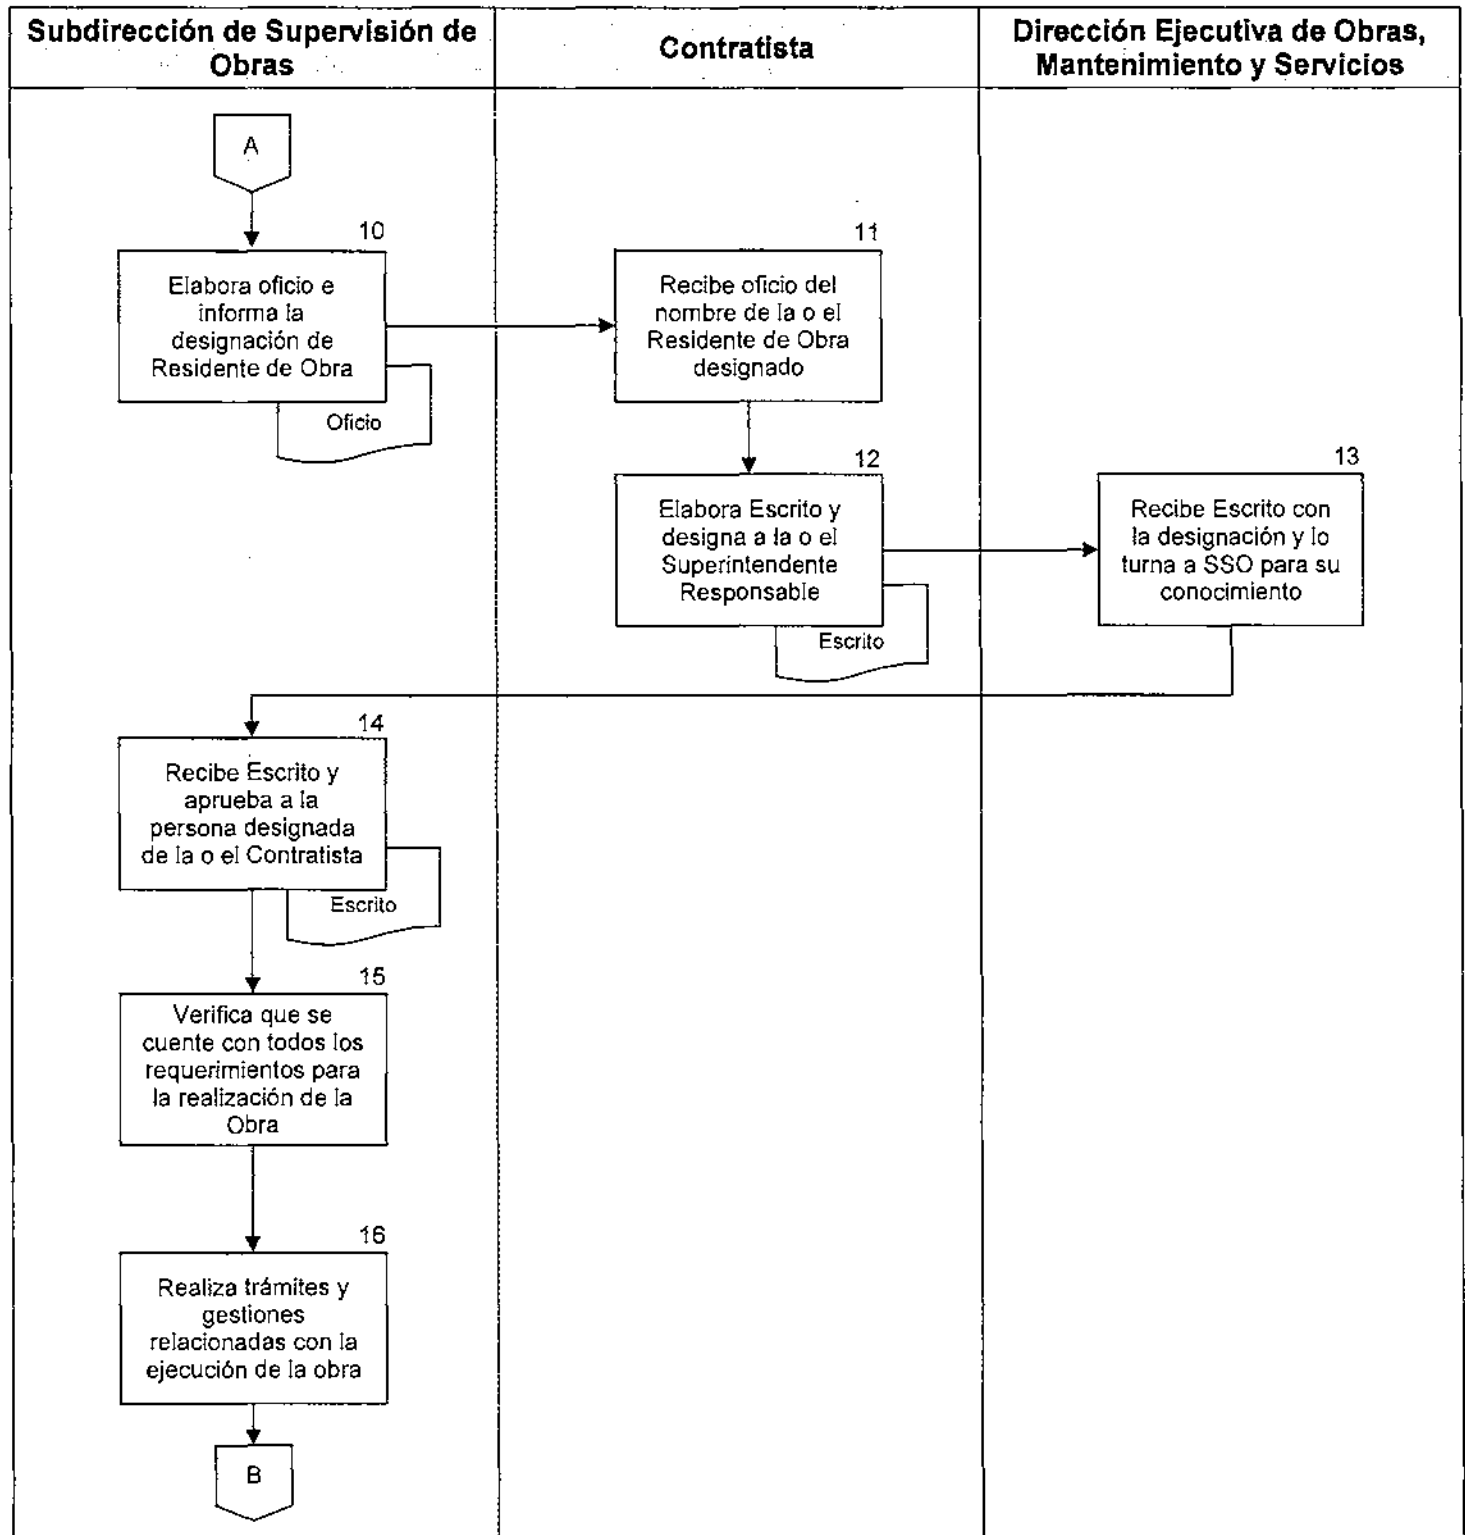 Subdirección de Supervisión de
Obras
Contratista
Dirección Ejecutiva de Obras,
Mantenimiento y Servicios
A
10
Elabora oficio e
informa la
designación de
Residente de Obra
Oficio
11
Recibe oficio del
nombre de la o el
Residente de Obra
designado
12
Elabora Escrito y
designa a la o el
Superintendente
Responsable
Escrito
13
Recibe Escrito con
la designación y lo
turna a SSO para su
conocimiento
14
Recibe Escrito y
aprueba a la
persona designada
de la o el Contratista
Escrito
15
Verifica que se
cuente con todos los
requerimientos para
la realización de la
Obra
16
Realiza trámites y
gestiones
relacionadas con la
ejecución de la obra
B